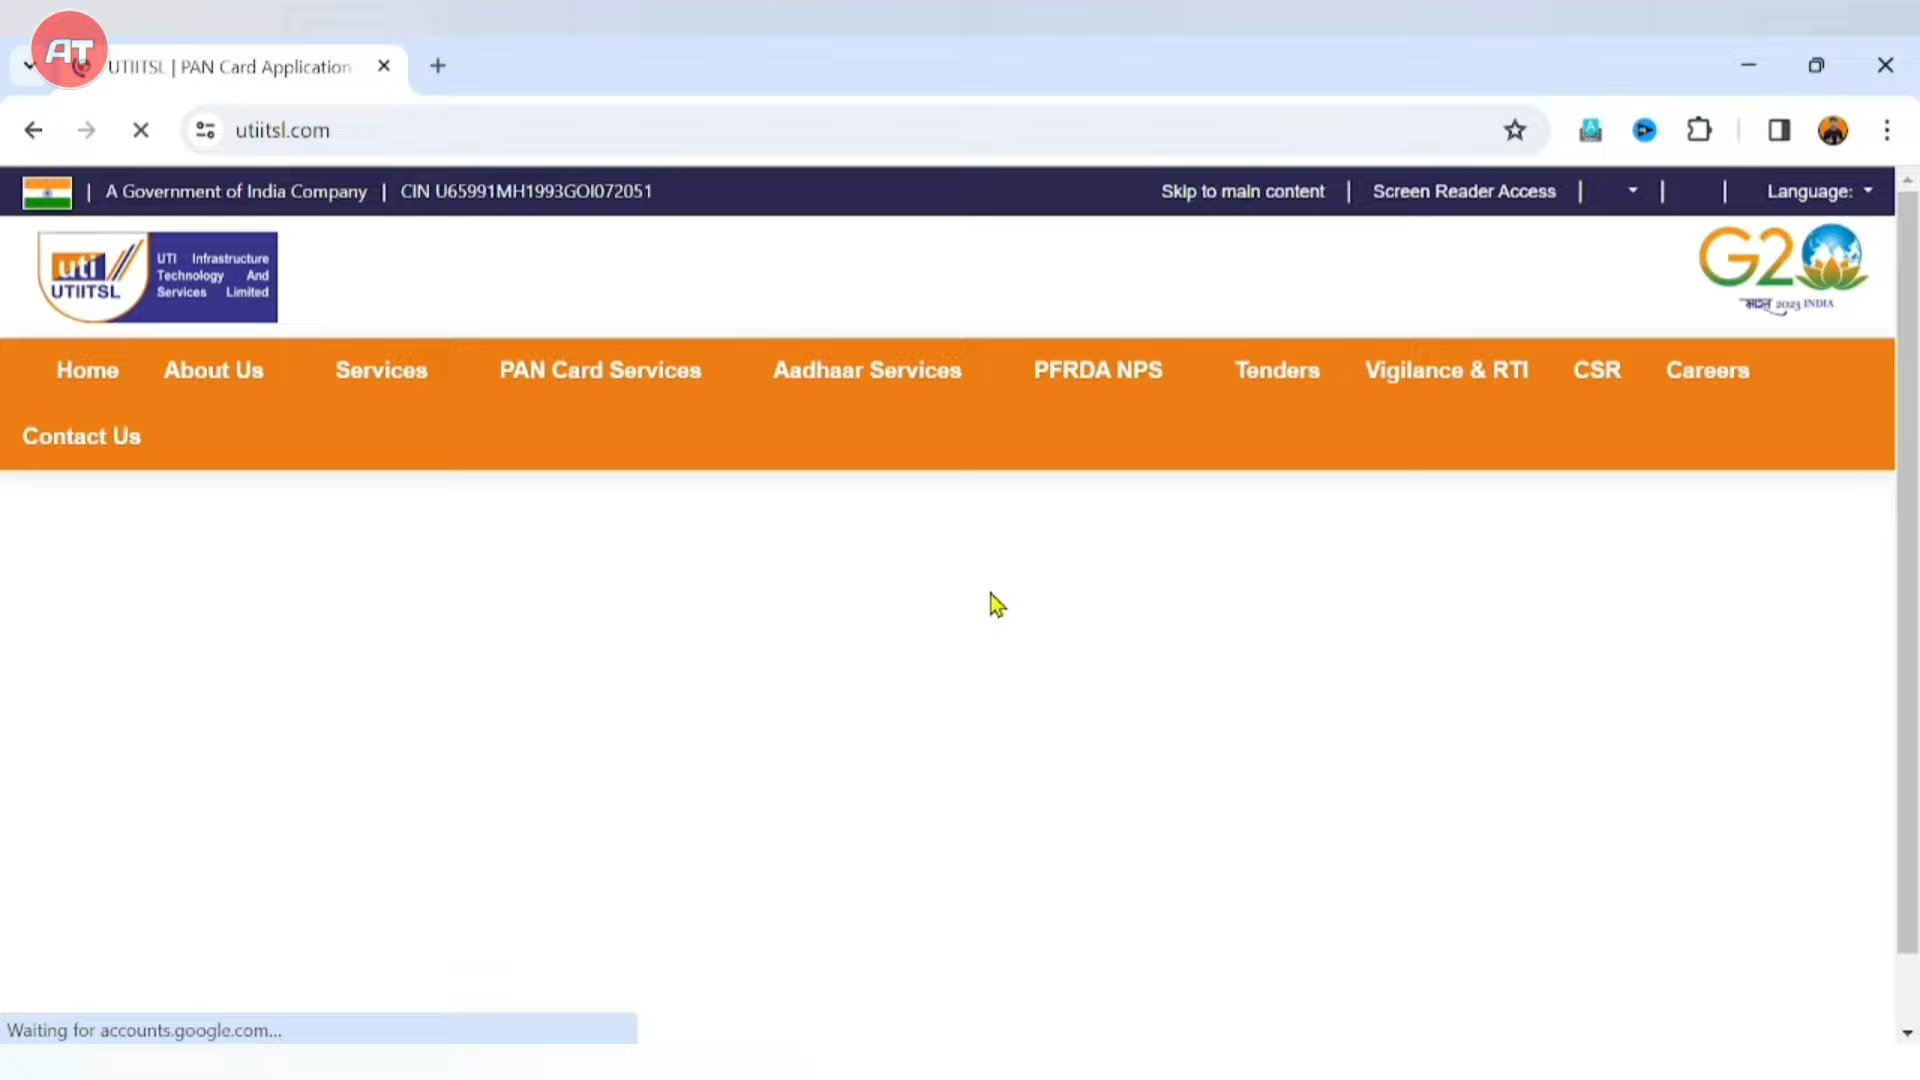 AT
UTIITSL | PAN Card Application
utiitsl.com
| A Government of India Company | CIN U65991MH1993GOI072051
Skip to main content | Screen Reader Access | | | Language:
uti
UTIITSL
UTI Infrastructure
Technology And
Services Limited
G20
भारत 2023 INDIA
Home About Us Services PAN Card Services Aadhaar Services PFRDA NPS Tenders Vigilance & RTI CSR Careers
Contact Us
Waiting for accounts.google.com...